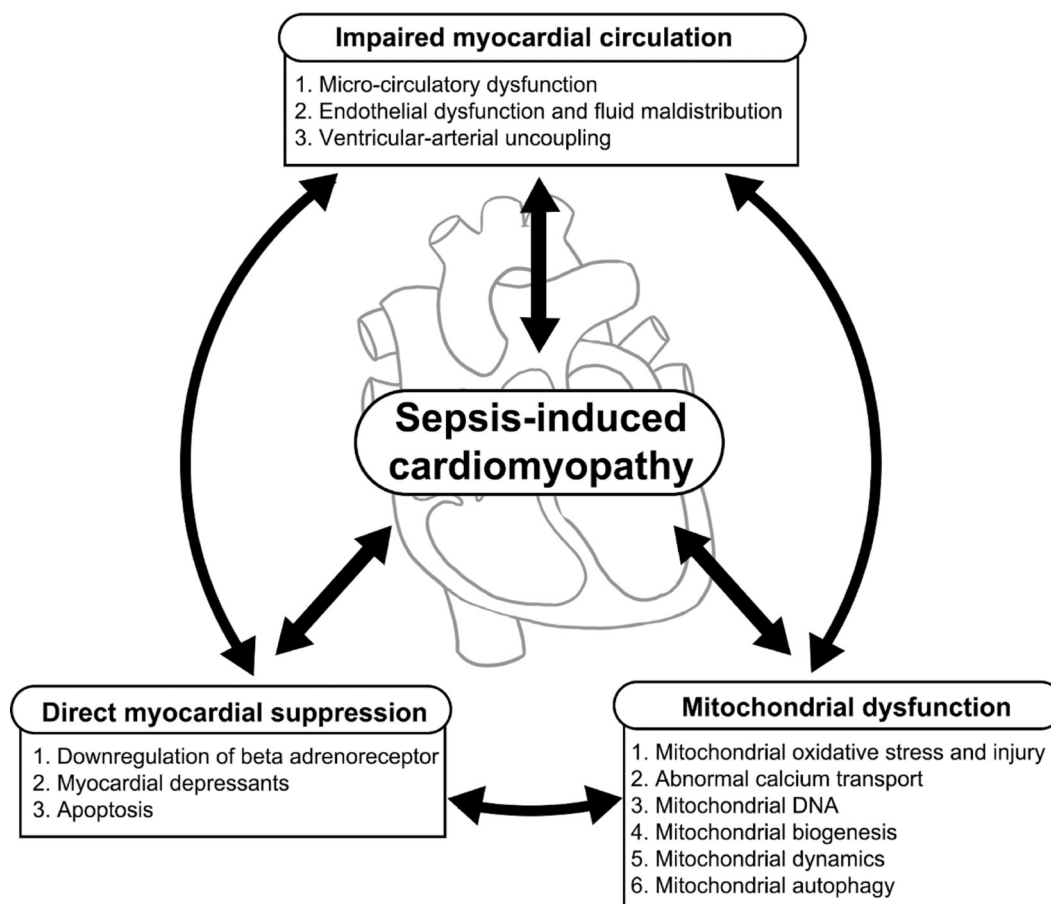 Impaired myocardial circulation
1. Micro-circulatory dysfunction
2. Endothelial dysfunction and fluid maldistribution
3. Ventricular-arterial uncoupling
Sepsis-induced
cardiomyopathy
Direct myocardial suppression
1. Downregulation of beta adrenoreceptor
2. Myocardial depressants
3. Apoptosis
Mitochondrial dysfunction
1. Mitochondrial oxidative stress and injury
2. Abnormal calcium transport
3. Mitochondrial DNA
4. Mitochondrial biogenesis
5. Mitochondrial dynamics
6. Mitochondrial autophagy